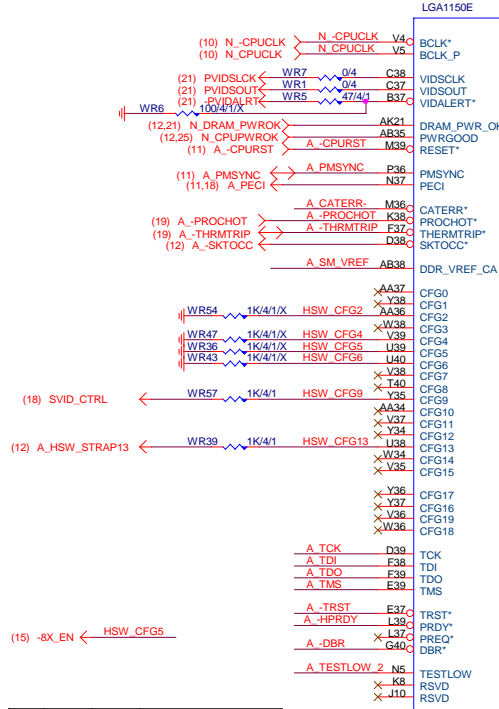 LGA1150E
(10) N_-CPUCLK N_-CPUCLK V4 BCLK*
(10) N_CPUCLK N_CPUCLK V5 BCLK_P
(21) PVIDSLCK WR7 0/4 C38 VIDSCLK
(21) PVIDSOUT WR1 0/4 C37 VIDSOUT
(21) -PVIDALRT WR5 47/4/1 B37 VIDALERT*
WR6 100/4/1/X
(12,21) N_DRAM_PWROK AK21 DRAM_PWR_OK
(12,25) N_CPUPWROK AB35 PWRGOOD
(11) A_-CPURST A_-CPURST M39 RESET*
(11) A_PMSYNC A_PMSYNC P36 PMSYNC
(11,18) A_PECI N37 PECI
A_CATERR- M36 CATERR*
(19) A_-PROCHOT A_-PROCHOT K38 PROCHOT*
(19) A_-THRMTRIP A_-THRMTRIP F37 THERMTRIP*
(12) A_-SKTOCC D38 SKTOCC*
A_SM_VREF AB38 DDR_VREF_CA
AA37 CFG0
Y38 CFG1
WR54 1K/4/1/X HSW_CFG2 AA36 CFG2
W38 CFG3
WR47 1K/4/1/X HSW_CFG4 V39 CFG4
WR36 1K/4/1/X HSW_CFG5 U39 CFG5
WR43 1K/4/1/X HSW_CFG6 U40 CFG6
V38 CFG7
T40 CFG8
(18) SVID_CTRL WR57 1K/4/1 HSW_CFG9 Y35 CFG9
AA34 CFG10
V37 CFG11
Y34 CFG12
(12) A_HSW_STRAP13 WR39 1K/4/1 HSW_CFG13 U38 CFG13
W34 CFG14
V35 CFG15
Y36 CFG17
Y37 CFG16
V36 CFG19
W36 CFG18
A_TCK D39 TCK
A_TDI F38 TDI
A_TDO F39 TDO
A_TMS E39 TMS
A_-TRST E37 TRST*
A_-HPRDY L39 PRDY*
(15) -8X_EN HSW_CFG5 L37 PREQ*
A_-DBR G40 DBR*
A_TESTLOW_2 N5 TESTLOW
K8 RSVD
J10 RSVD